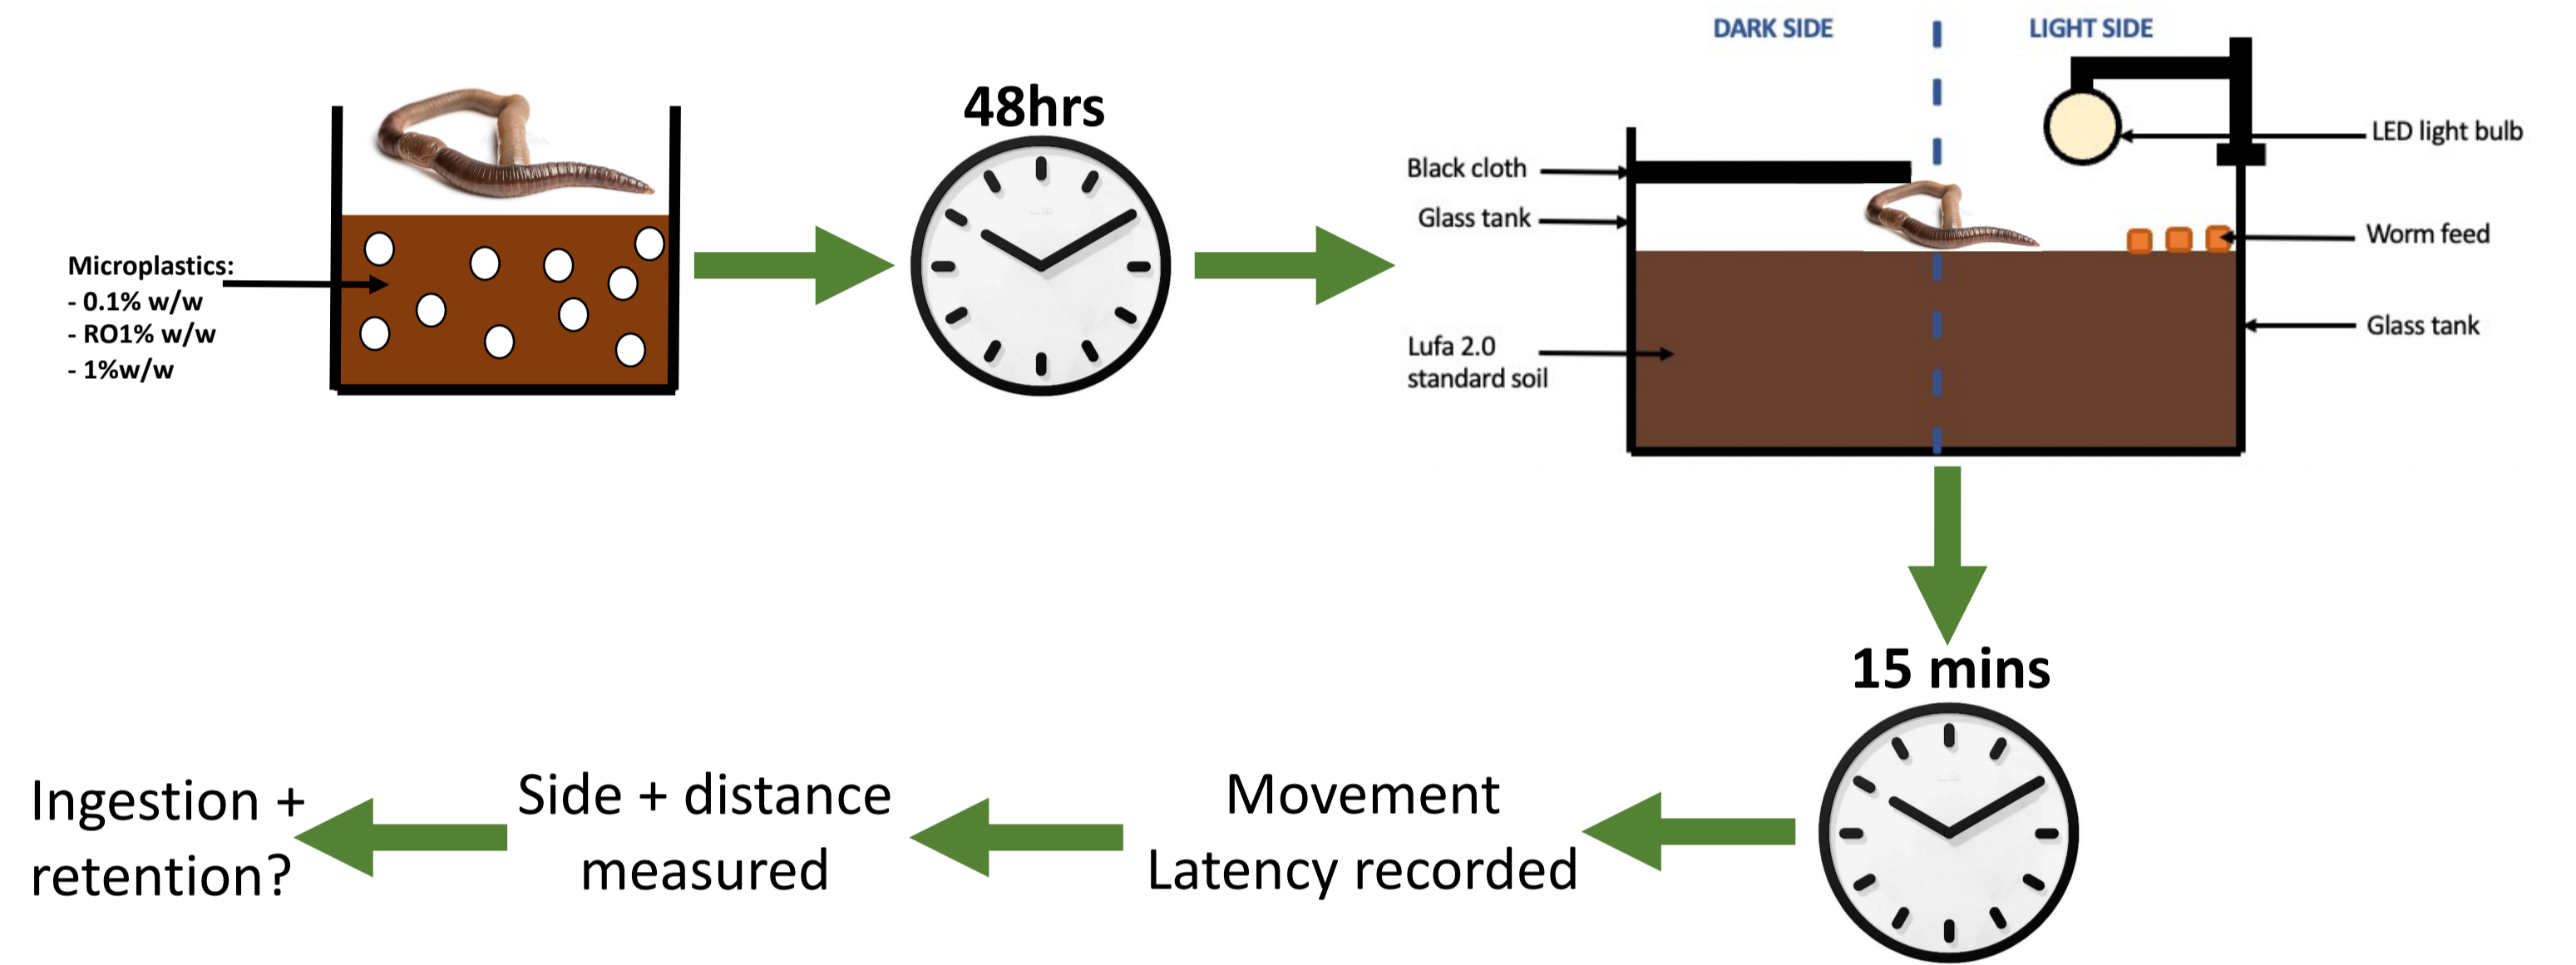 48hrs
Microplastics:
- 0.1% w/w
- RO1% w/w
- 1%w/w
DARK SIDE
LIGHT SIDE
LED light bulb
Black cloth
Glass tank
Worm feed
Glass tank
Lufa 2.0
standard soil
15 mins
Movement
Latency recorded
Side + distance
measured
Ingestion +
retention?